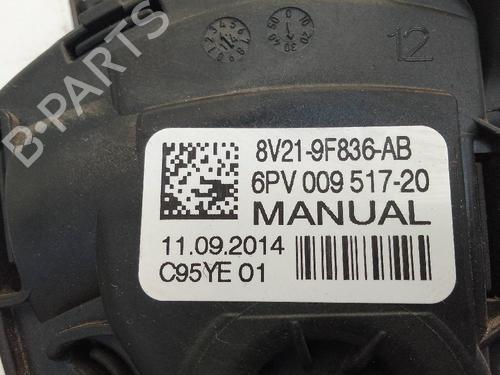 12
8V21-9F836-AB
6PV 009 517-20
MANUAL
11.09.2014
C95YE 01
B-PARTS